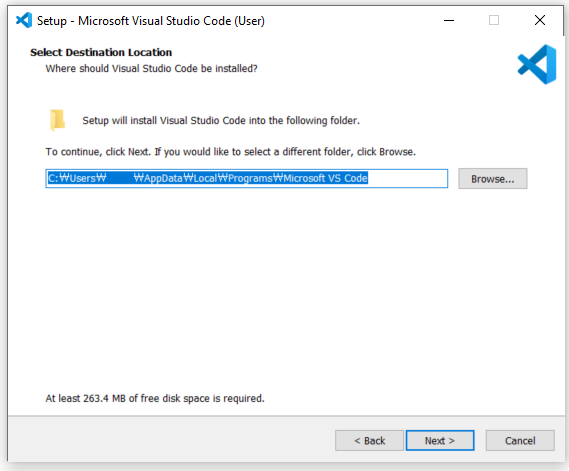 Setup - Microsoft Visual Studio Code (User)
Select Destination Location
Where should Visual Studio Code be installed?
Setup will install Visual Studio Code into the following folder.
To continue, click Next. If you would like to select a different folder, click Browse.
C:₩Users₩ ₩AppData₩Local₩Programs₩Microsoft VS Code
Browse...
At least 263.4 MB of free disk space is required.
< Back
Next >
Cancel